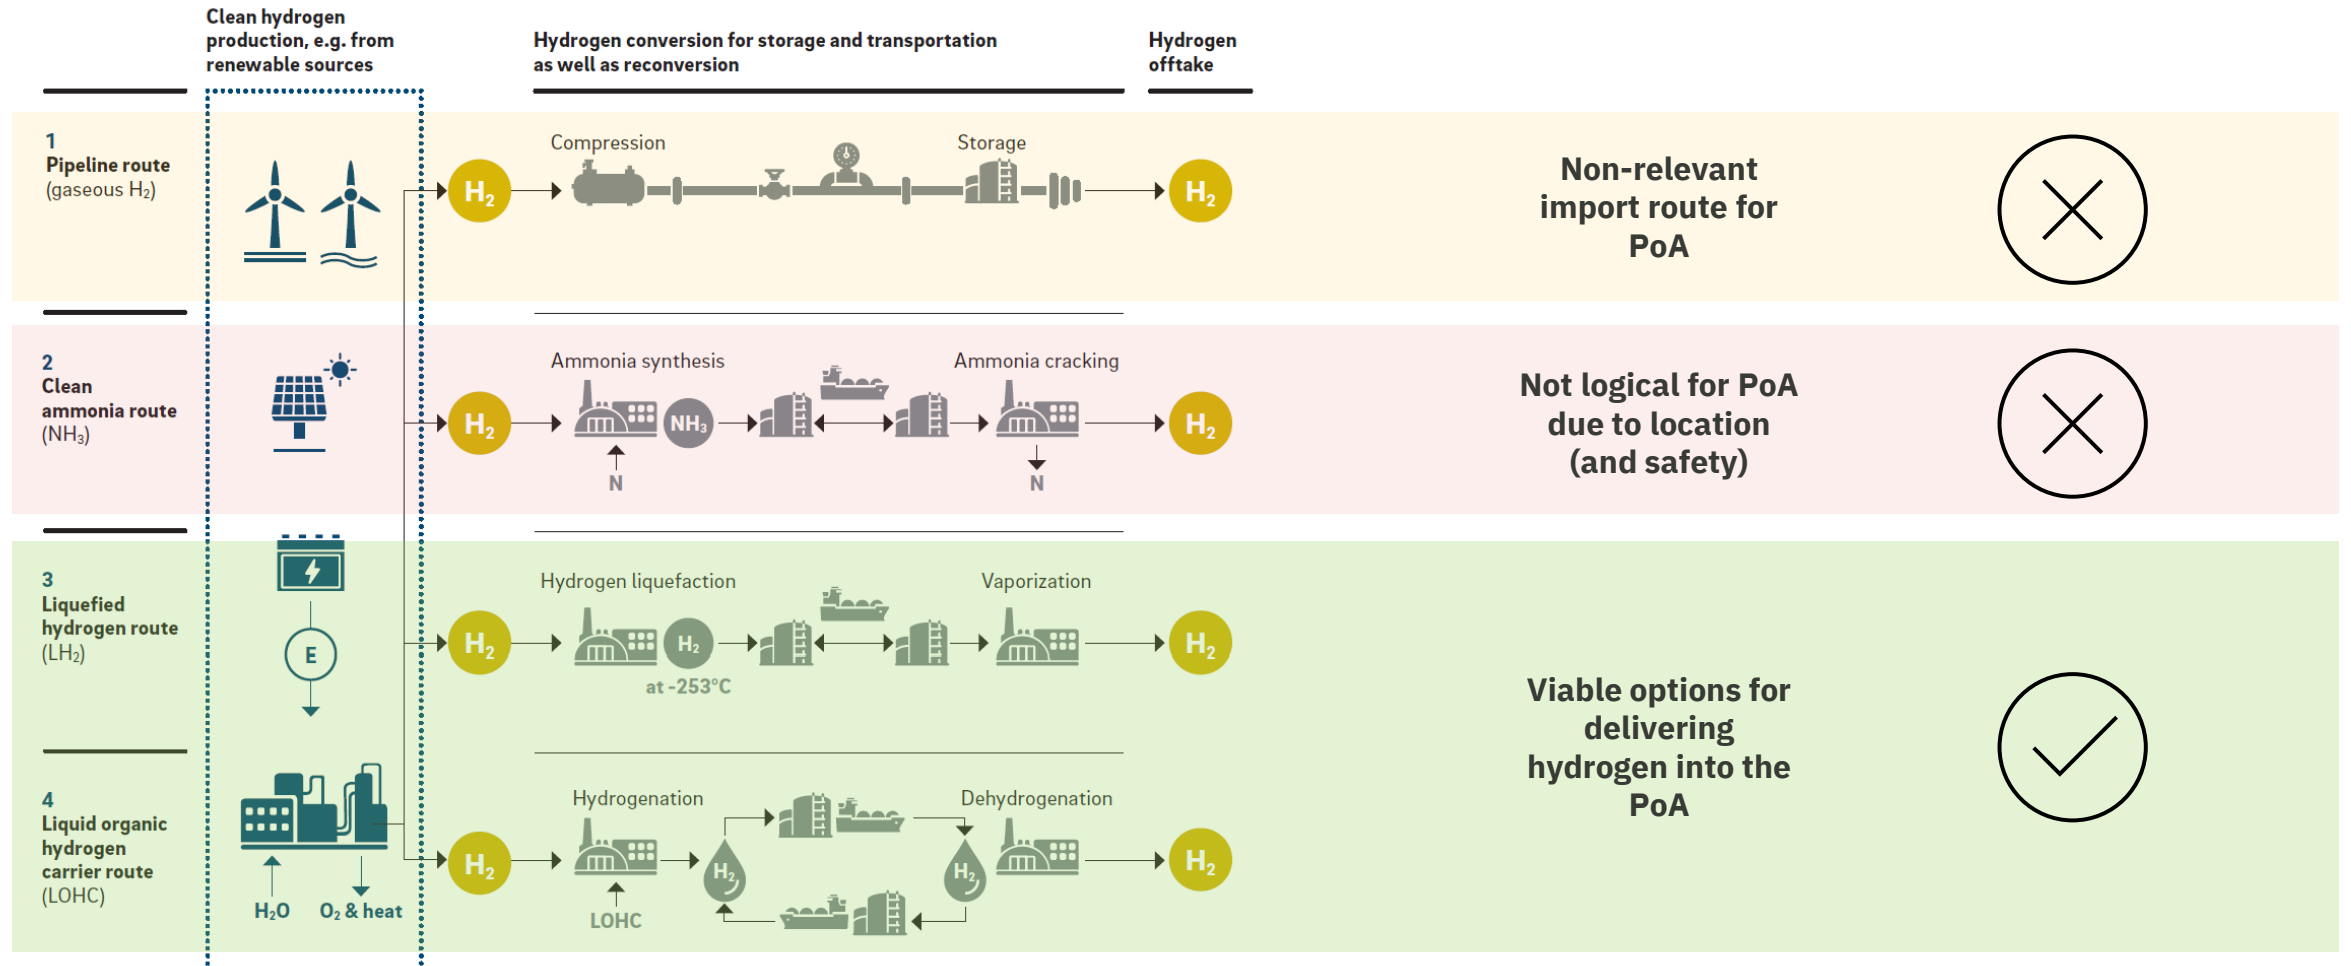 Clean hydrogen
production, e.g. from
renewable sources
Hydrogen conversion for storage and transportation
as well as reconversion
Hydrogen
offtake
1
Pipeline route
(gaseous H₂)
H₂
Compression
Storage
H₂
Non-relevant
import route for
PoA
2
Clean
ammonia route
(NH₃)
H₂
Ammonia synthesis
NH₃
N
Ammonia cracking
N
H₂
Not logical for PoA
due to location
(and safety)
3
Liquefied
hydrogen route
(LH₂)
E
H₂
Hydrogen liquefaction
H₂
at -253°C
Vaporization
H₂
Viable options for
delivering
hydrogen into the
PoA
4
Liquid organic
hydrogen
carrier route
(LOHC)
H₂O
O₂ & heat
H₂
Hydrogenation
LOHC
H₂
Dehydrogenation
H₂
H₂